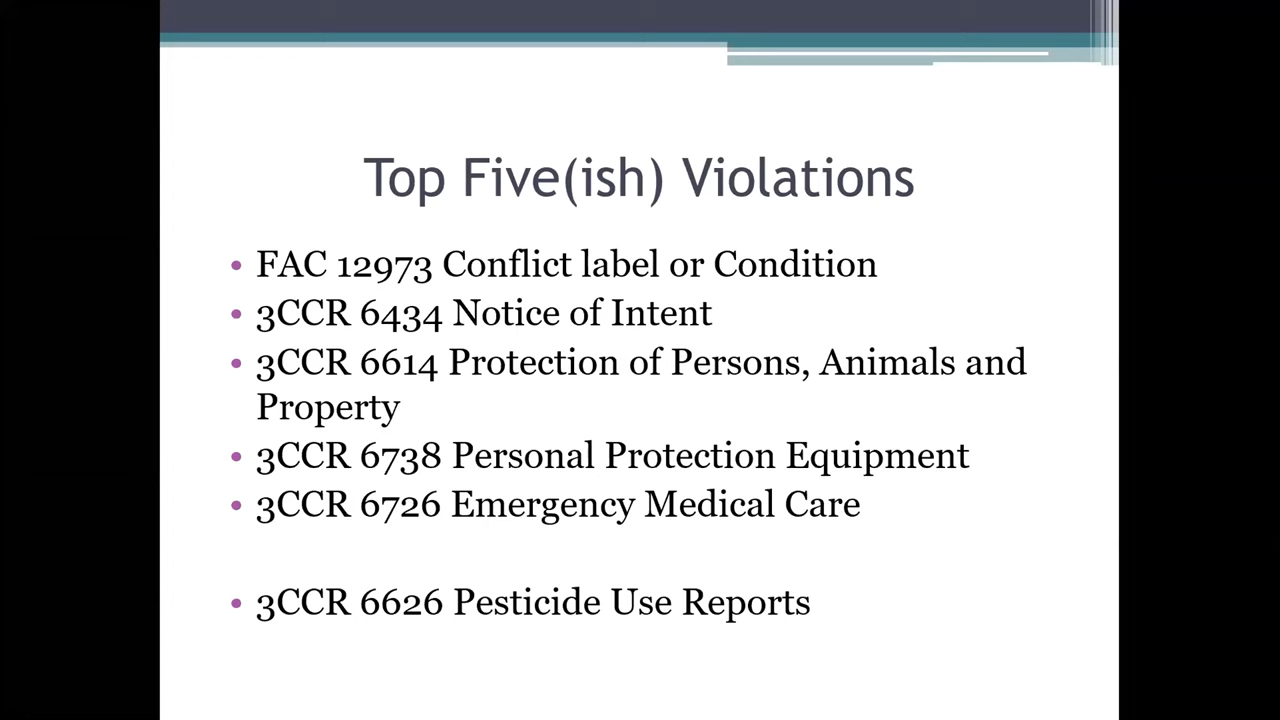 Top Five(ish) Violations
• FAC 12973 Conflict label or Condition
• 3CCR 6434 Notice of Intent
• 3CCR 6614 Protection of Persons, Animals and
Property
• 3CCR 6738 Personal Protection Equipment
• 3CCR 6726 Emergency Medical Care
• 3CCR 6626 Pesticide Use Reports